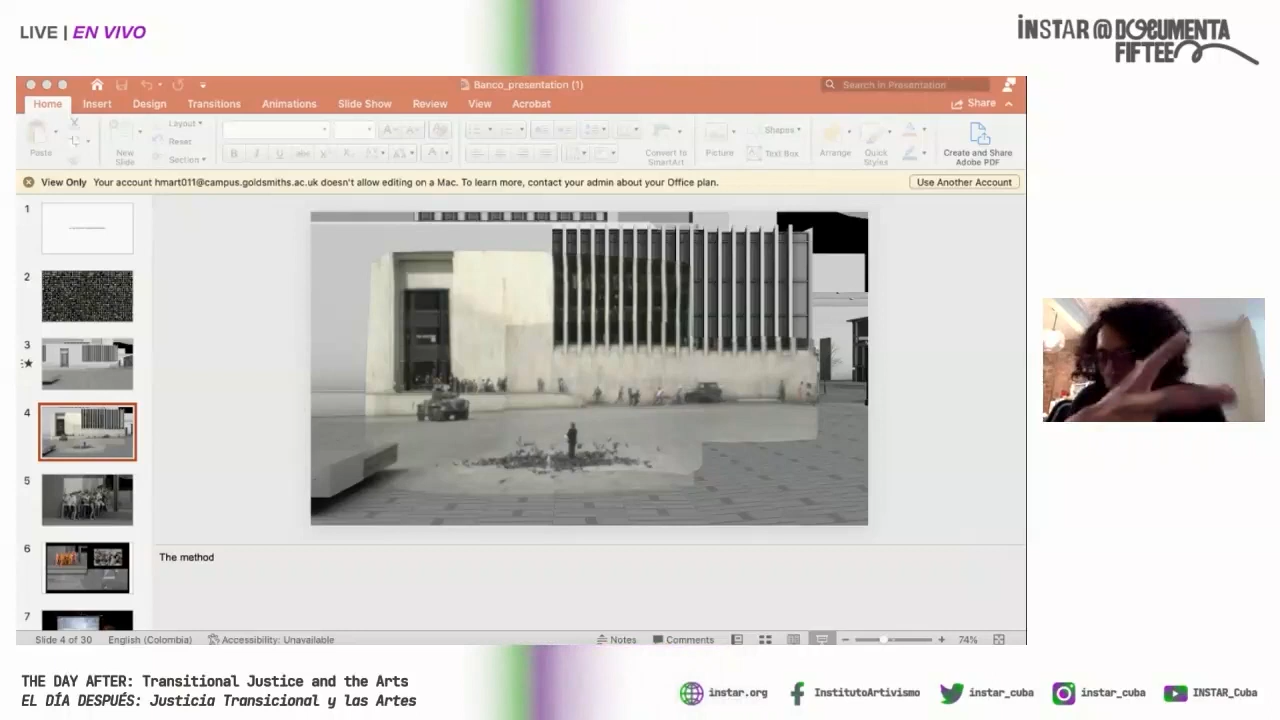 LIVE | EN VIVO
INSTAR @ DOCUMENTA
FIFTEEN
Banco_presentation (1)
Search in Presentation
Home Insert Design Transitions Animations Slide Show Review View Acrobat
Share
Paste
New Slide
Layout
Reset
Section
Convert to SmartArt
Picture
Shapes
Text Box
Arrange
Quick Styles
Create and Share Adobe PDF
View Only Your account hmart011@campus.goldsmiths.ac.uk doesn't allow editing on a Mac. To learn more, contact your admin about your Office plan.
Use Another Account
1
2
3
4
5
6
7
The method
Slide 4 of 30 English (Colombia) Accessibility: Unavailable
Notes Comments 74%
THE DAY AFTER: Transitional Justice and the Arts
EL DÍA DESPUÉS: Justicia Transicional y las Artes
instar.org InstitutoArtivismo instar_cuba instar_cuba INSTAR_Cuba